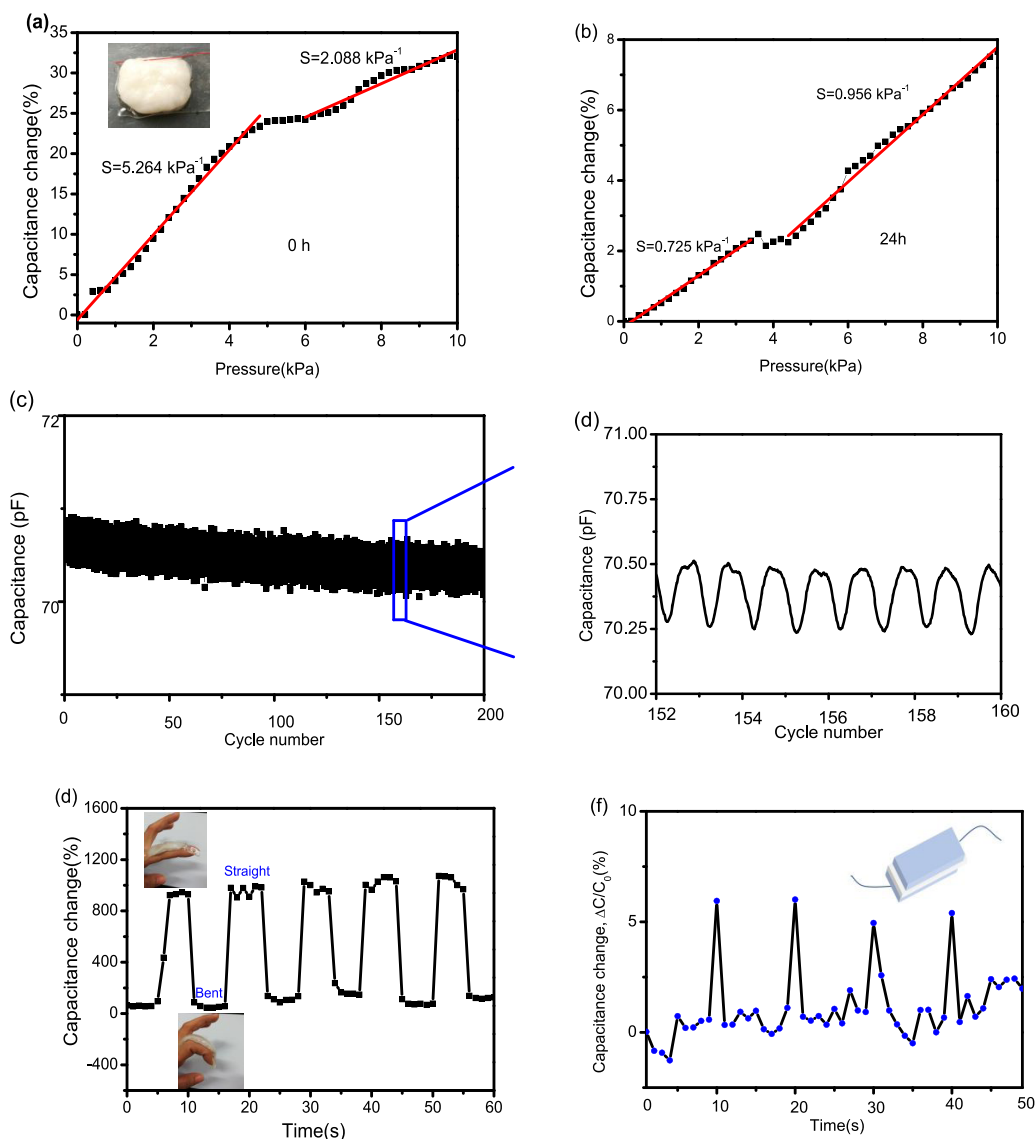 (a)
35
30
25
20
15
10
5
0
Capacitance change(%)
S=2.088 kPa⁻¹
S=5.264 kPa⁻¹
0 h
0 2 4 6 8 10
Pressure(kPa)
(b)
8
6
4
2
0
Capacitance change(%)
S=0.956 kPa⁻¹
S=0.725 kPa⁻¹
24h
0 2 4 6 8 10
Pressure(kPa)
(c)
72
70
Capacitance (pF)
0 50 100 150 200
Cycle number
(d)
71.00
70.75
70.50
70.25
70.00
Capacitance (pF)
152 154 156 158 160
Cycle number
(d)
1600
1200
800
400
0
-400
Capacitance change(%)
Straight
Bent
0 10 20 30 40 50 60
Time(s)
(f)
10
5
0
Capacitance change, ΔC/C₀(%)
0 10 20 30 40 50
Time(s)